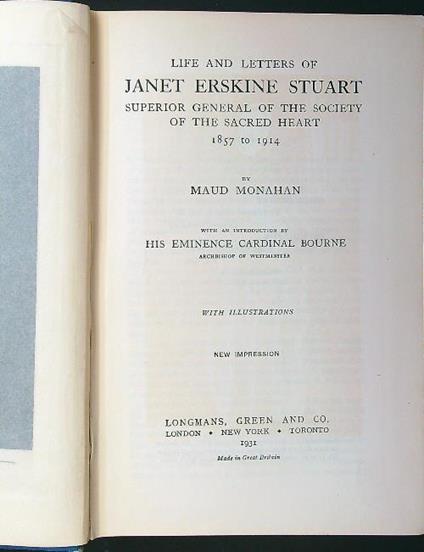 LIFE AND LETTERS OF
JANET ERSKINE STUART
SUPERIOR GENERAL OF THE SOCIETY
OF THE SACRED HEART
1857 to 1914
BY
MAUD MONAHAN
WITH AN INTRODUCTION BY
HIS EMINENCE CARDINAL BOURNE
ARCHBISHOP OF WESTMINSTER
WITH ILLUSTRATIONS
NEW IMPRESSION
LONGMANS, GREEN AND CO.
LONDON • NEW YORK • TORONTO
1931
Made in Great Britain